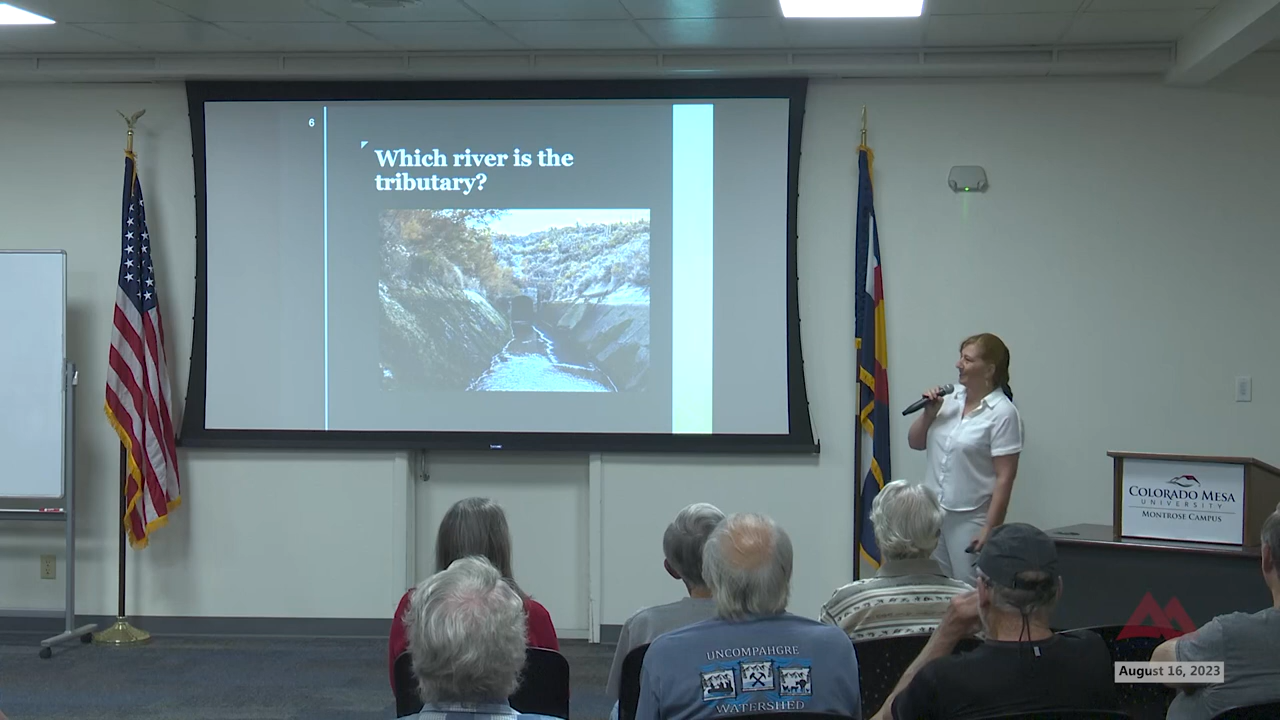 6
Which river is the
tributary?
COLORADO MESA
UNIVERSITY
MONTROSE CAMPUS
UNCOMPAHGRE
WATERSHED
August 16, 2023